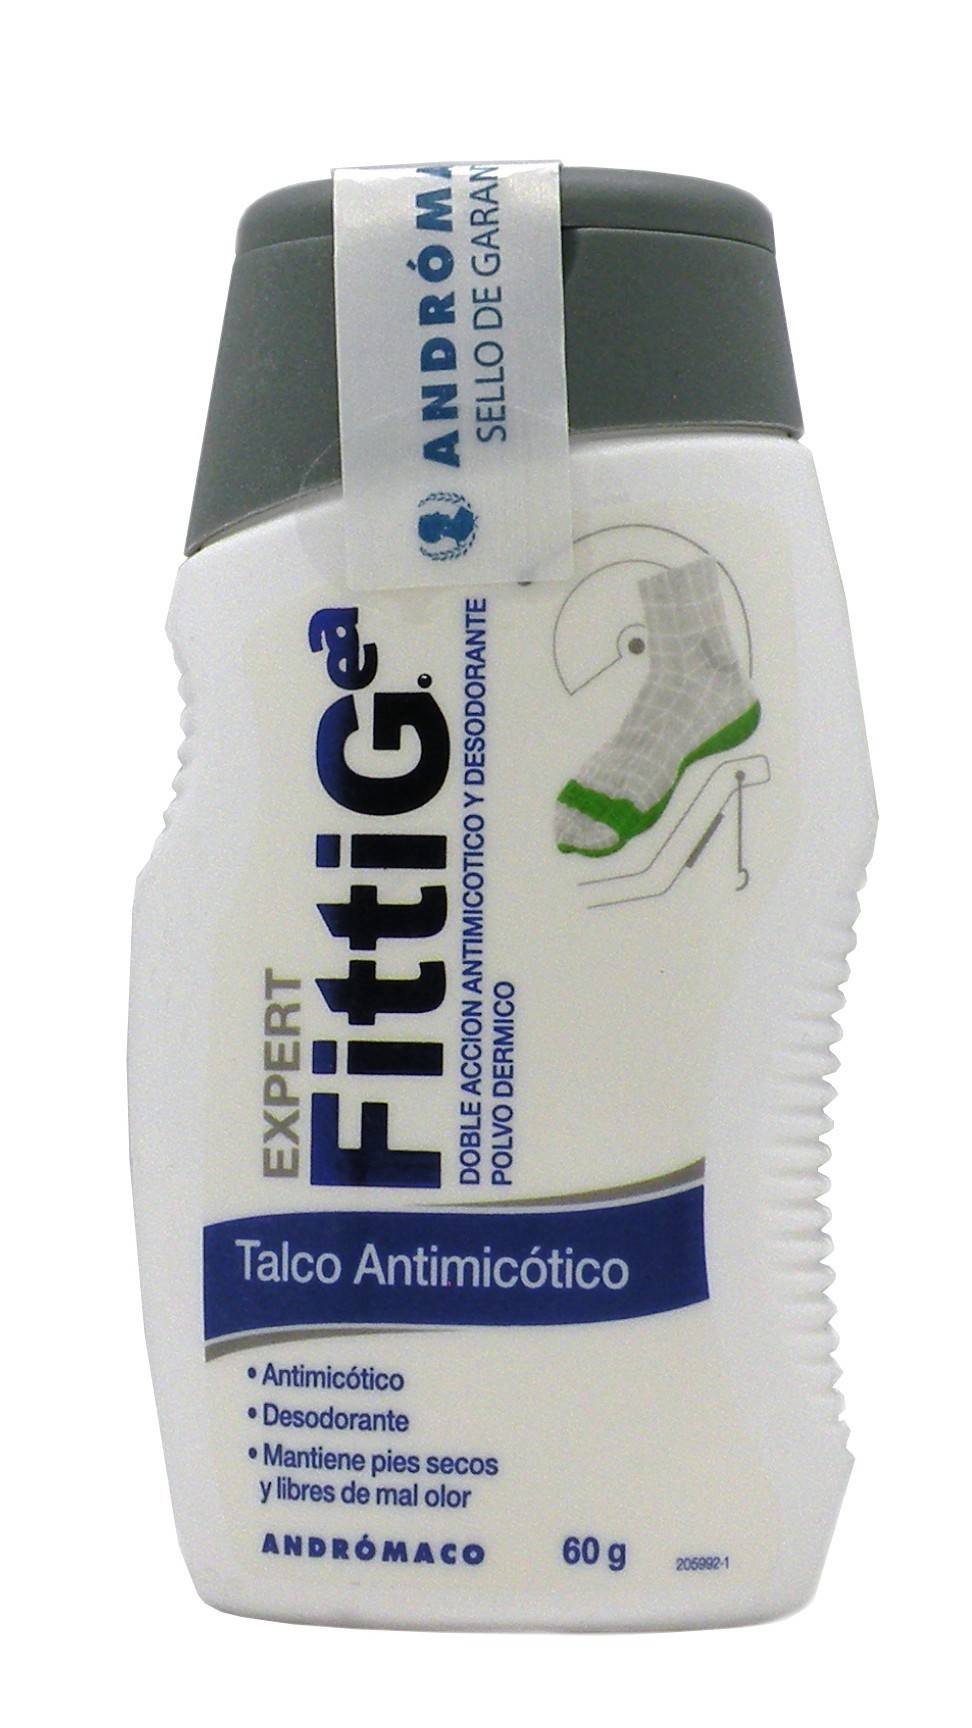 ANDRÓMA
SELLO DE GARAN
EXPERT
FittiGea.
DOBLE ACCION ANTIMICOTICO Y DESODORANTE
POLVO DERMICO
Talco Antimicótico
• Antimicótico
• Desodorante
• Mantiene pies secos
y libres de mal olor
ANDRÓMACO
60 g
205992-1